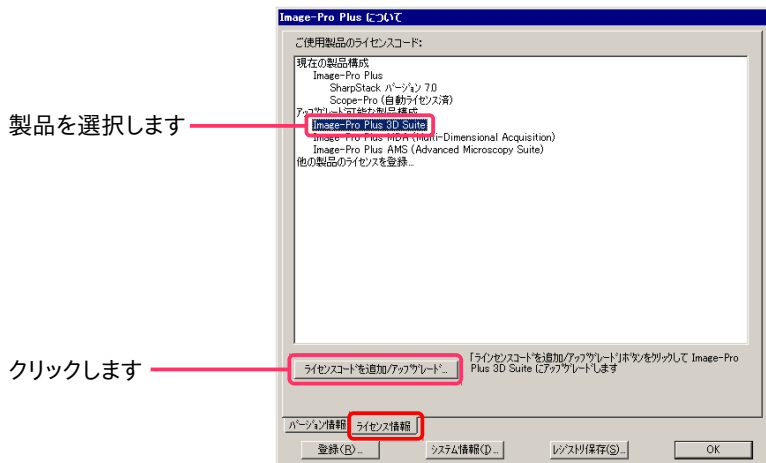 Image-Pro Plus について
ご使用製品のライセンスコード:
現在の製品構成
Image-Pro Plus
SharpStack バージョン 7.0
Scope-Pro (自動ライセンス済)
アップグレード可能な製品構成
Image-Pro Plus 3D Suite
Image-Pro Plus MDA (Multi-Dimensional Acquisition)
Image-Pro Plus AMS (Advanced Microscopy Suite)
他の製品のライセンスを登録...
製品を選択します
クリックします
ライセンスコードを追加/アップグレード...
「ラインセンスコードを追加/アップグレード」ボタンをクリックして Image-Pro
Plus 3D Suite にアップグレードします
バージョン情報 ライセンス情報
登録(R)... システム情報(I)... レジストリ保存(S)... OK